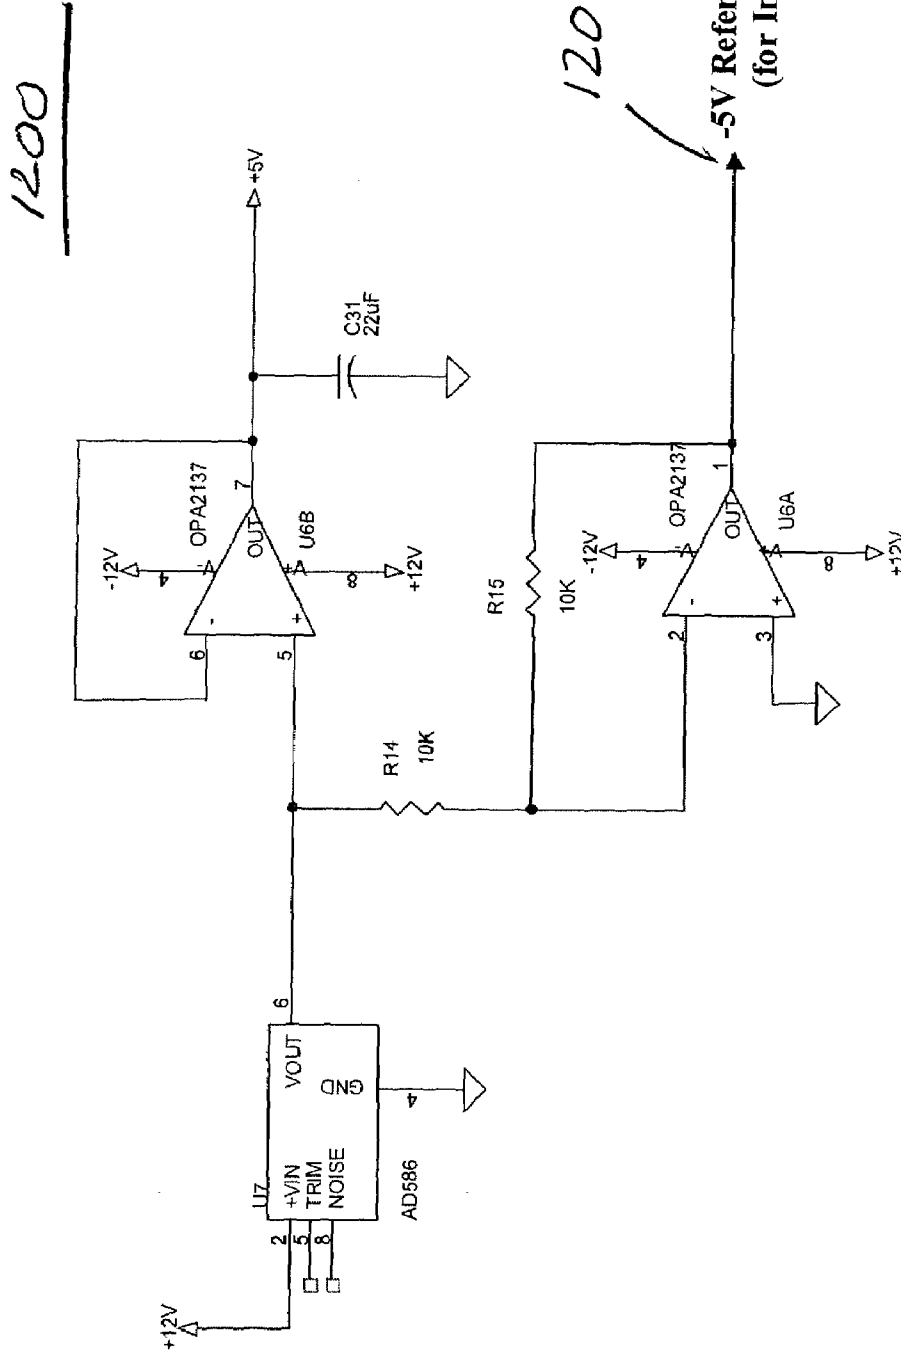 1200
120
-5V
(for
+5V
C31
22uF
-12V
4
OPA2137
7
6
-
OUT
U6B
5
+
8
+12V
R14
10K
R15
10K
-12V
4
OPA2137
1
2
-
OUT
U6A
3
+
8
+12V
U7
+12V
2
+VIN
5
TRIM
8
NOISE
VOUT
6
GND
4
AD586